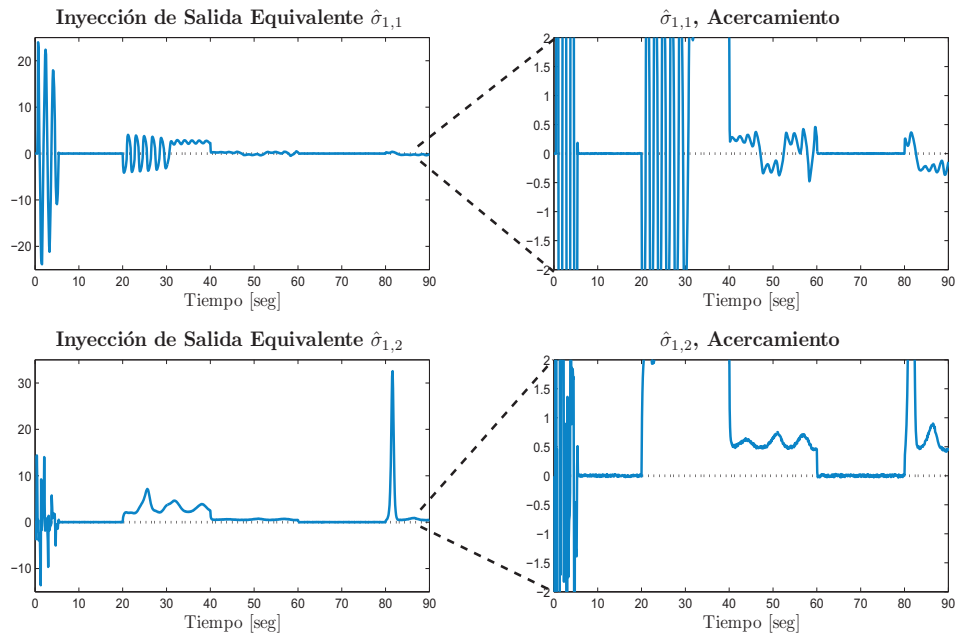 Inyección de Salida Equivalente σ̂₁,₁
σ̂₁,₁, Acercamiento
20
10
0
−10
−20
0 10 20 30 40 50 60 70 80 90
Tiempo [seg]
2
1.5
1
0.5
0
−0.5
−1
−1.5
−2
0 10 20 30 40 50 60 70 80 90
Tiempo [seg]
Inyección de Salida Equivalente σ̂₁,₂
σ̂₁,₂, Acercamiento
30
20
10
0
−10
0 10 20 30 40 50 60 70 80 90
Tiempo [seg]
2
1.5
1
0.5
0
−0.5
−1
−1.5
−2
0 10 20 30 40 50 60 70 80 90
Tiempo [seg]